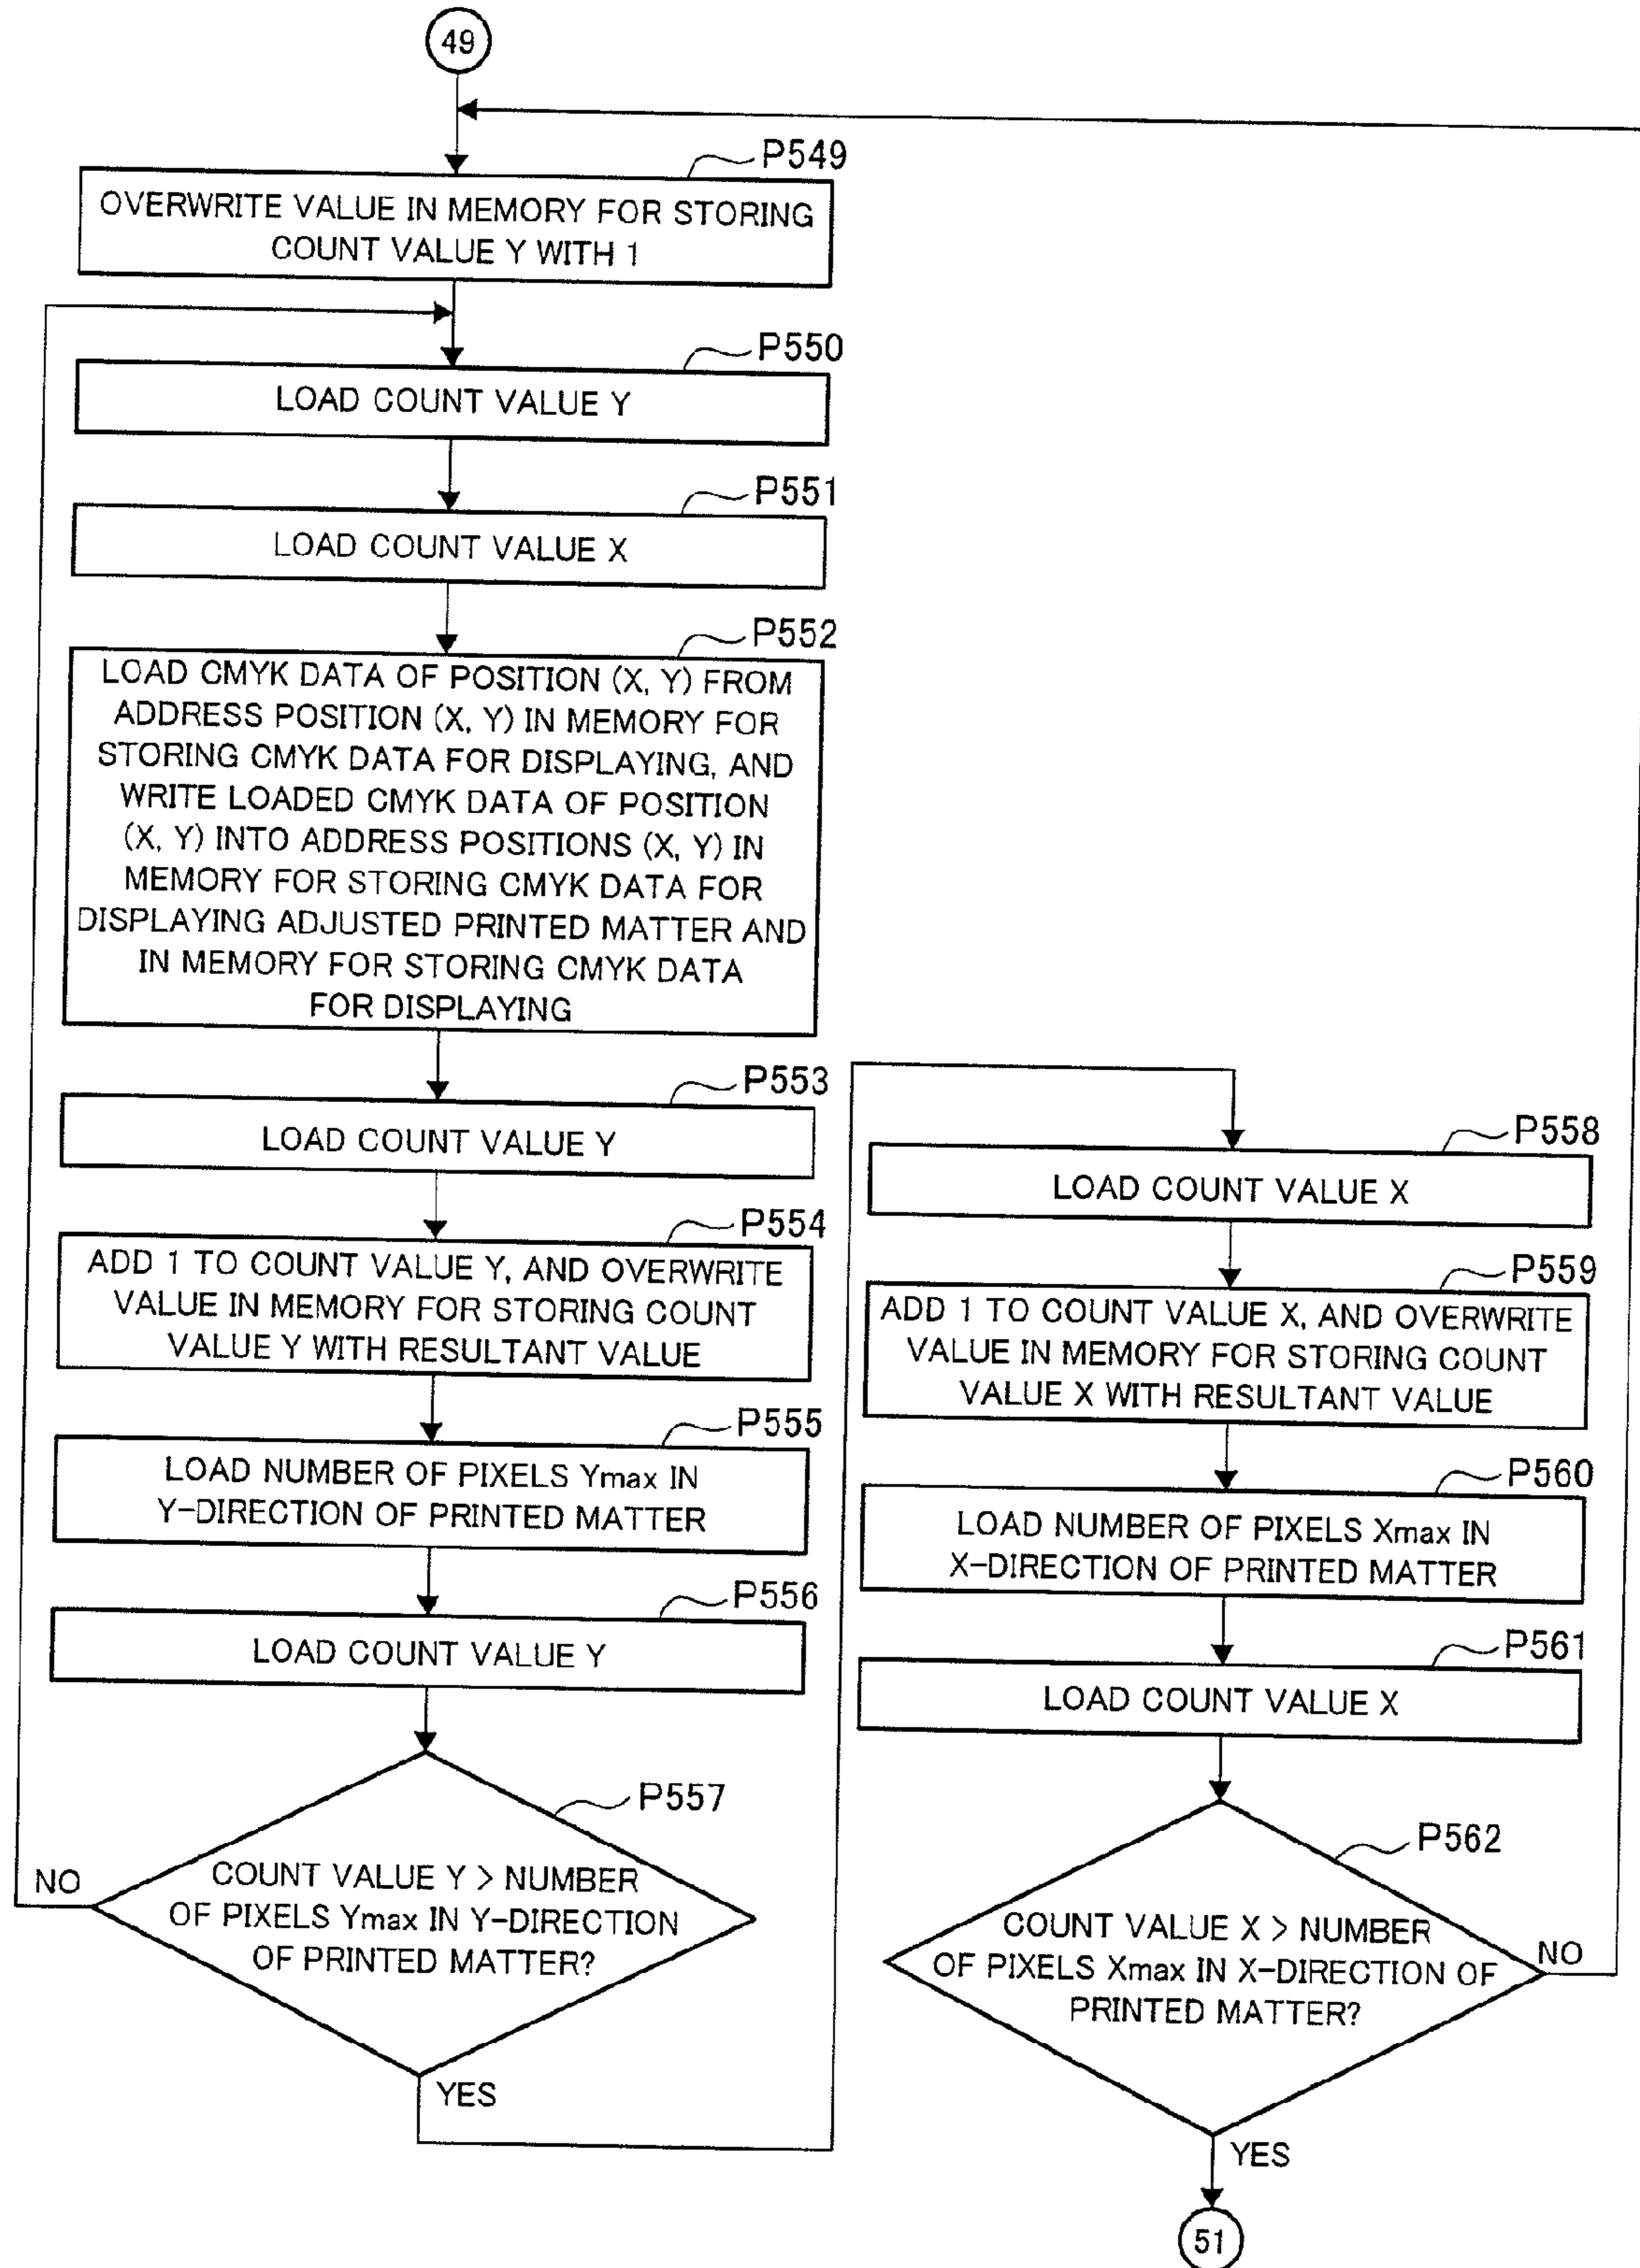 49
P549
OVERWRITE VALUE IN MEMORY FOR STORING
COUNT VALUE Y WITH 1
P550
LOAD COUNT VALUE Y
P551
LOAD COUNT VALUE X
P552
LOAD CMYK DATA OF POSITION (X, Y) FROM
ADDRESS POSITION (X, Y) IN MEMORY FOR
STORING CMYK DATA FOR DISPLAYING, AND
WRITE LOADED CMYK DATA OF POSITION
(X, Y) INTO ADDRESS POSITIONS (X, Y) IN
MEMORY FOR STORING CMYK DATA FOR
DISPLAYING ADJUSTED PRINTED MATTER AND
IN MEMORY FOR STORING CMYK DATA
FOR DISPLAYING
P553
LOAD COUNT VALUE Y
P554
ADD 1 TO COUNT VALUE Y, AND OVERWRITE
VALUE IN MEMORY FOR STORING COUNT
VALUE Y WITH RESULTANT VALUE
P555
LOAD NUMBER OF PIXELS Ymax IN
Y-DIRECTION OF PRINTED MATTER
P556
LOAD COUNT VALUE Y
P557
COUNT VALUE Y > NUMBER
OF PIXELS Ymax IN Y-DIRECTION
OF PRINTED MATTER?
NO
YES
P558
LOAD COUNT VALUE X
P559
ADD 1 TO COUNT VALUE X, AND OVERWRITE
VALUE IN MEMORY FOR STORING COUNT
VALUE X WITH RESULTANT VALUE
P560
LOAD NUMBER OF PIXELS Xmax IN
X-DIRECTION OF PRINTED MATTER
P561
LOAD COUNT VALUE X
P562
COUNT VALUE X > NUMBER
OF PIXELS Xmax IN X-DIRECTION OF
PRINTED MATTER?
NO
YES
51